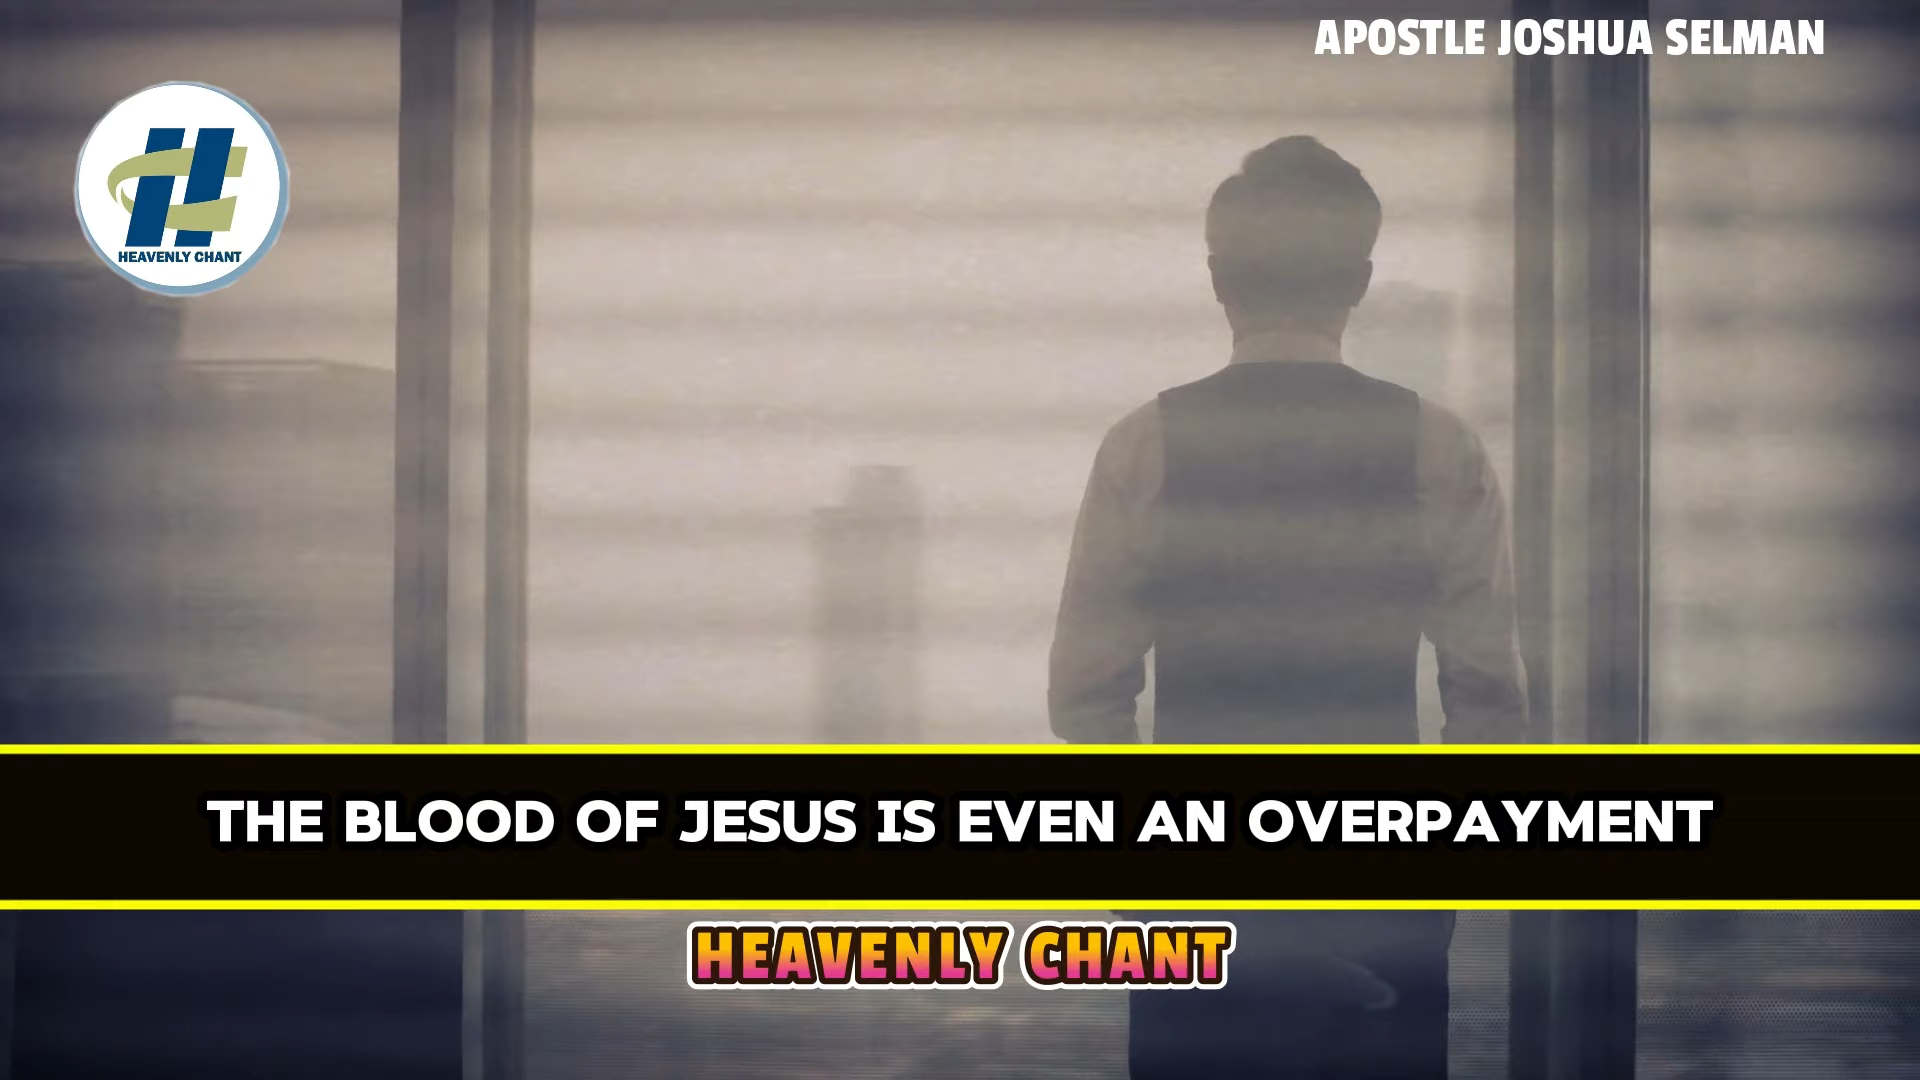 APOSTLE JOSHUA SELMAN
HEAVENLY CHANT
THE BLOOD OF JESUS IS EVEN AN OVERPAYMENT
HEAVENLY CHANT